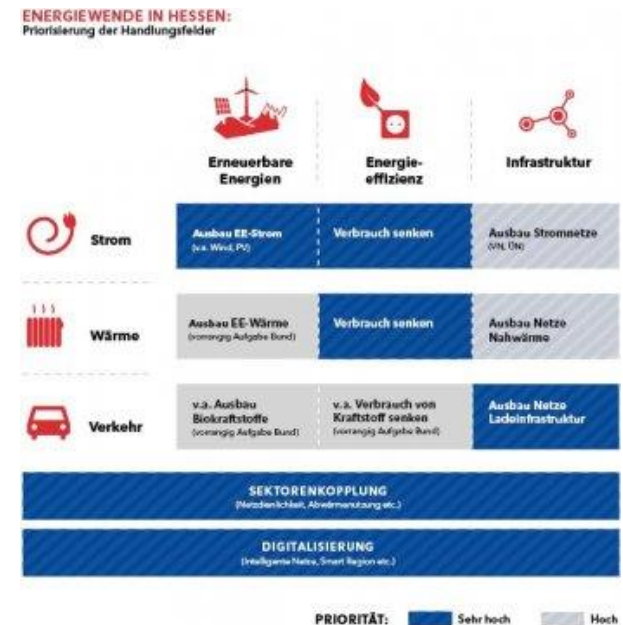 ENERGIEWENDE IN HESSEN:
Priorisierung der Handlungsfelder
Erneuerbare
Energien
Energie-
effizienz
Infrastruktur
Strom
Ausbau EE-Strom
(v.a. Wind, PV)
Verbrauch senken
Ausbau Stromnetze
(VN, ÜN)
Wärme
Ausbau EE-Wärme
(vorrangig Aufgabe Bund)
Verbrauch senken
Ausbau Netze
Nahwärme
Verkehr
v.a. Ausbau
Biokraftstoffe
(vorrangig Aufgabe Bund)
v.a. Verbrauch von
Kraftstoff senken
(vorrangig Aufgabe Bund)
Ausbau Netze
Ladeinfrastruktur
SEKTORENKOPPLUNG
(Netzdienlichkeit, Abwärmenutzung etc.)
DIGITALISIERUNG
(Intelligente Netze, Smart Region etc.)
PRIORITÄT:
Sehr hoch
Hoch